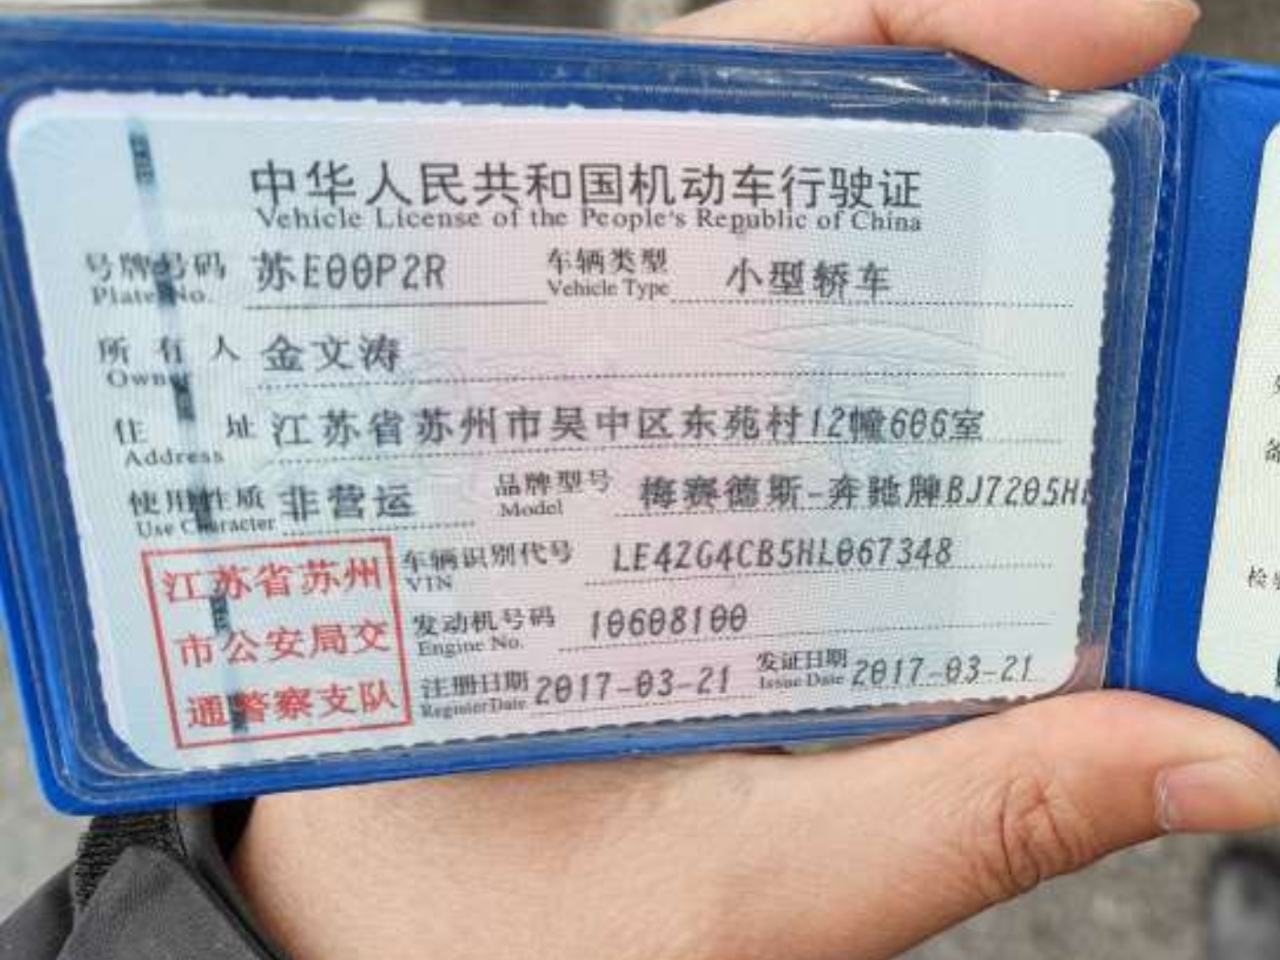 中华人民共和国机动车行驶证
Vehicle License of the People's Republic of China
号牌号码 苏E00P2R 车辆类型 小型轿车
Plate No. Vehicle Type
所有人 金文涛
Owner
住址 江苏省苏州市吴中区东苑村12幢606室
Address
使用性质 非营运 品牌型号 梅赛德斯-奔驰牌BJ7205H
Use Character Model
车辆识别代号 LE42G4CB5HL067348
VIN
发动机号码 10608100
Engine No.
注册日期 2017-03-21 发证日期 2017-03-21
Register Date Issue Date
江苏省苏州
市公安局交
通警察支队